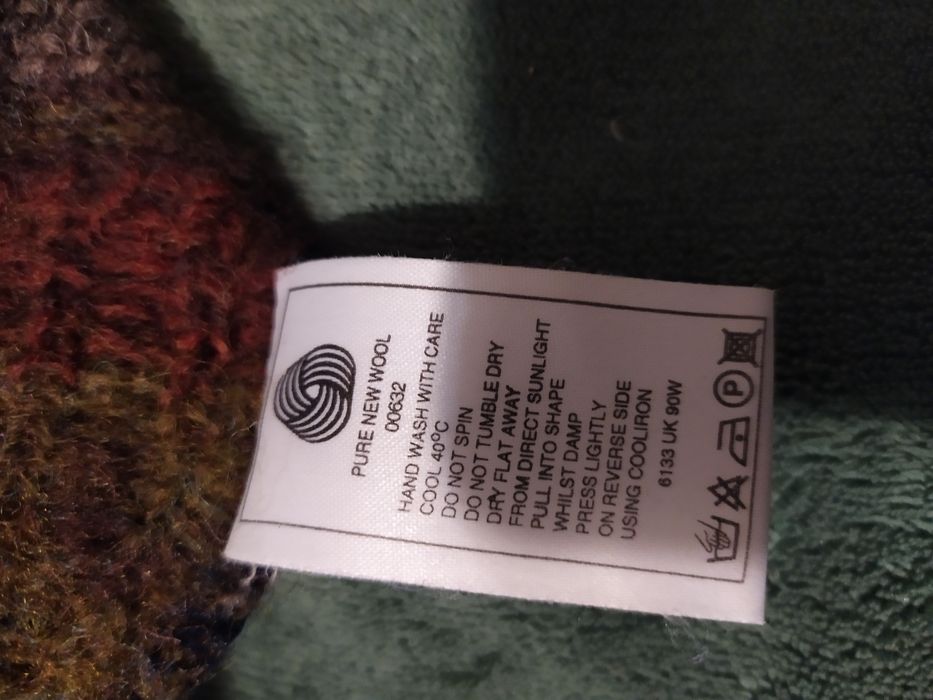 PURE NEW WOOL
00632
HAND WASH WITH CARE
COOL 40°C
DO NOT SPIN
DO NOT TUMBLE DRY
DRY FLAT AWAY
FROM DIRECT SUNLIGHT
PULL INTO SHAPE
WHILST DAMP
PRESS LIGHTLY
ON REVERSE SIDE
USING COOLIRON
6133 UK 90W
P